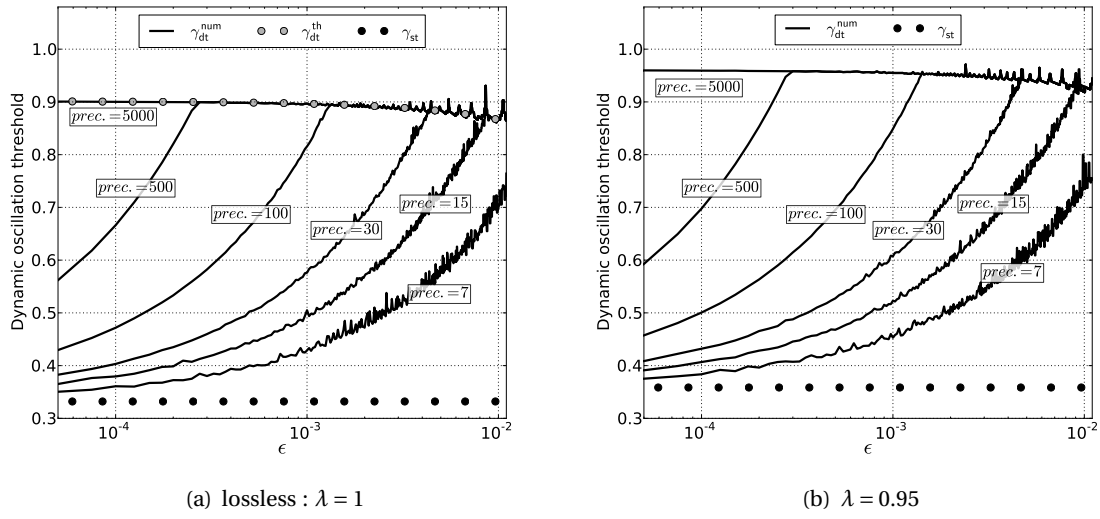 γ_dt^num γ_dt^th γ_st
Dynamic oscillation threshold
1.0
0.9
0.8
0.7
0.6
0.5
0.4
0.3
prec. = 5000
prec. = 500
prec. = 100
prec. = 30
prec. = 15
prec. = 7
10^-4 10^-3 10^-2
ϵ
(a) lossless : λ = 1
γ_dt^num γ_st
Dynamic oscillation threshold
1.0
0.9
0.8
0.7
0.6
0.5
0.4
0.3
prec. = 5000
prec. = 500
prec. = 100
prec. = 30
prec. = 15
prec. = 7
10^-4 10^-3 10^-2
ϵ
(b) λ = 0.95